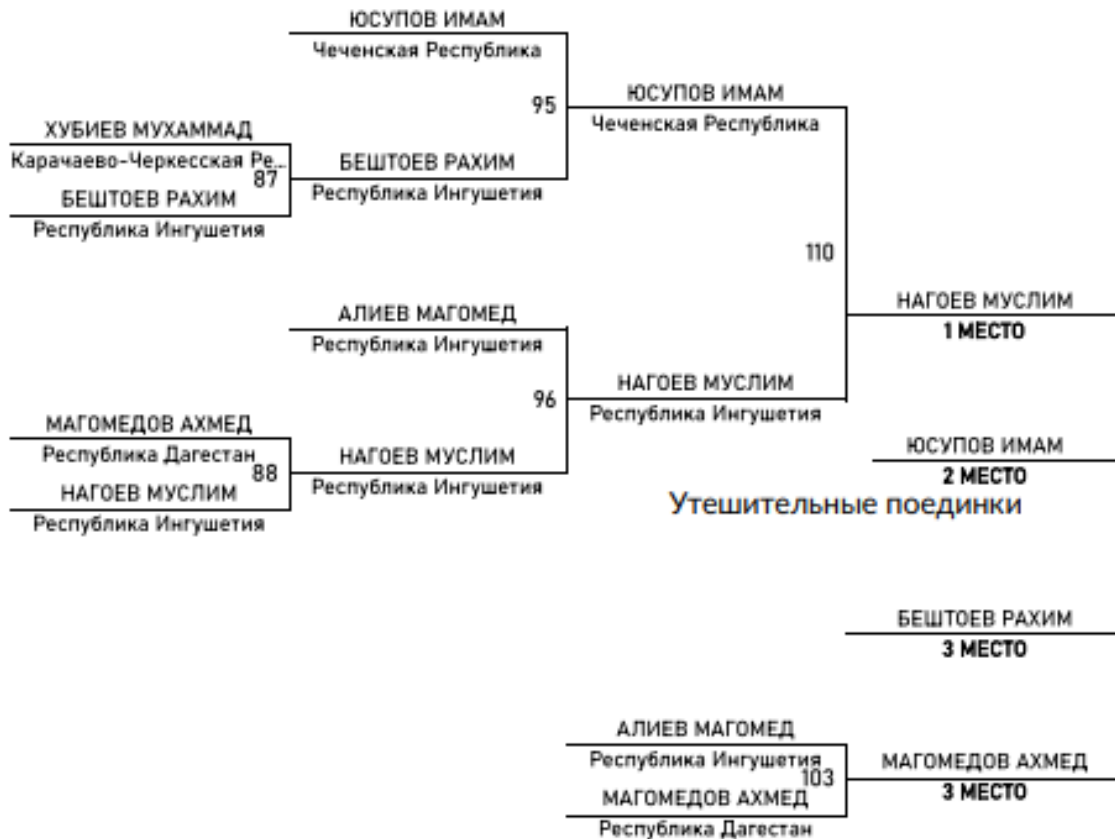 ЮСУПОВ ИМАМ
Чеченская Республика
95
ЮСУПОВ ИМАМ
Чеченская Республика
ХУБИЕВ МУХАММАД
Карачаево-Черкесская Ре...
87
БЕШТОЕВ РАХИМ
Республика Ингушетия
БЕШТОЕВ РАХИМ
Республика Ингушетия
110
НАГОЕВ МУСЛИМ
1 МЕСТО
АЛИЕВ МАГОМЕД
Республика Ингушетия
96
НАГОЕВ МУСЛИМ
Республика Ингушетия
МАГОМЕДОВ АХМЕД
Республика Дагестан
88
НАГОЕВ МУСЛИМ
Республика Ингушетия
НАГОЕВ МУСЛИМ
Республика Ингушетия
ЮСУПОВ ИМАМ
2 МЕСТО
Утешительные поединки
БЕШТОЕВ РАХИМ
3 МЕСТО
АЛИЕВ МАГОМЕД
Республика Ингушетия
103
МАГОМЕДОВ АХМЕД
Республика Дагестан
МАГОМЕДОВ АХМЕД
3 МЕСТО